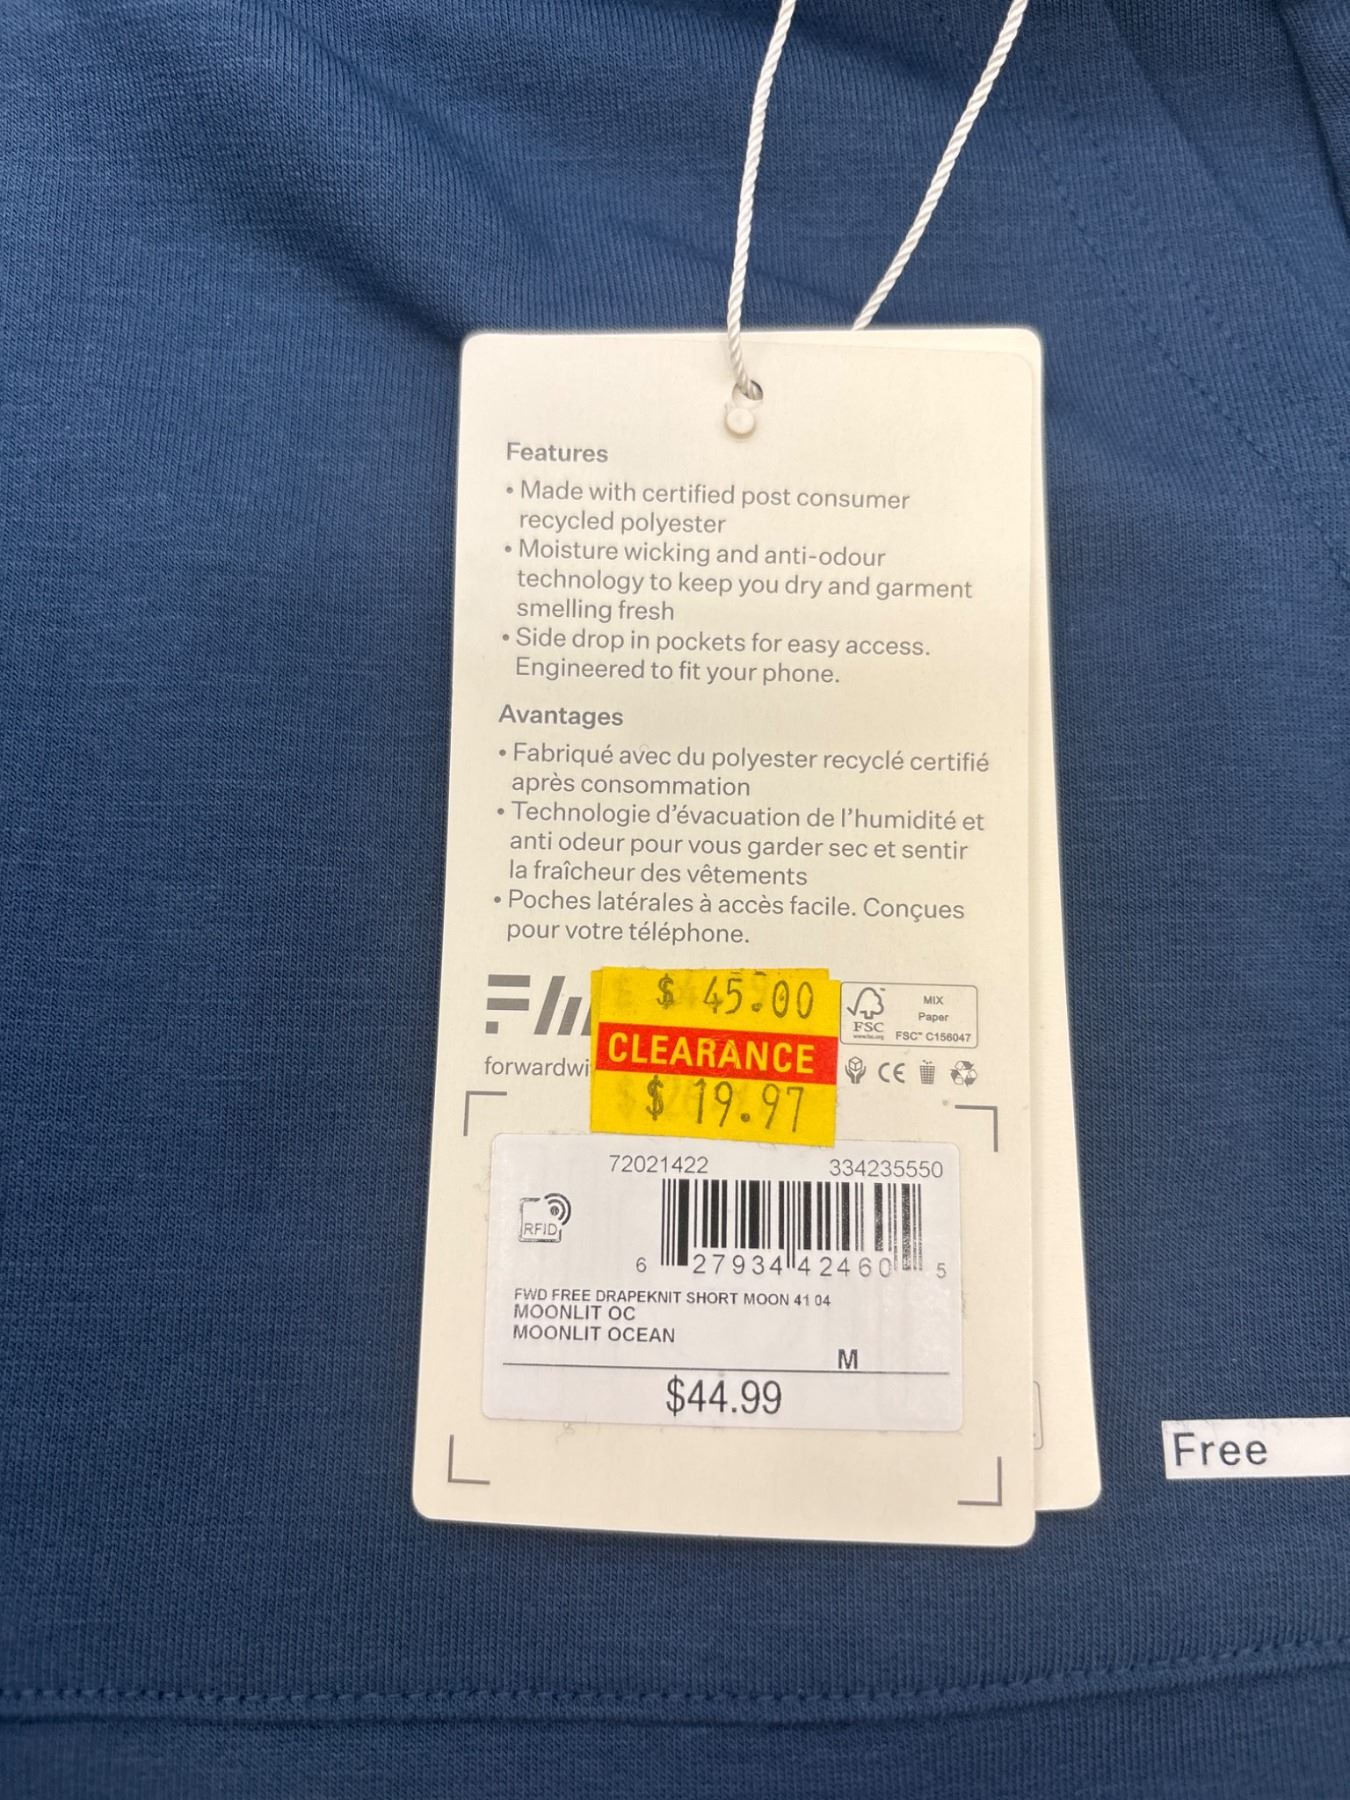 Features
• Made with certified post consumer
recycled polyester
• Moisture wicking and anti-odour
technology to keep you dry and garment
smelling fresh
• Side drop in pockets for easy access.
Engineered to fit your phone.
Avantages
• Fabriqué avec du polyester recyclé certifié
après consommation
• Technologie d'évacuation de l'humidité et
anti odeur pour vous garder sec et sentir
la fraîcheur des vêtements
• Poches latérales à accès facile. Conçues
pour votre téléphone.
forwardwi
$ 45.00
CLEARANCE
$ 19.97
FSC
www.fsc.org
MIX
Paper
FSC™ C156047
CE
72021422 334235550
RFID
6 27934 42460 5
FWD FREE DRAPEKNIT SHORT MOON 41 04
MOONLIT OC
MOONLIT OCEAN
M
$44.99
Free